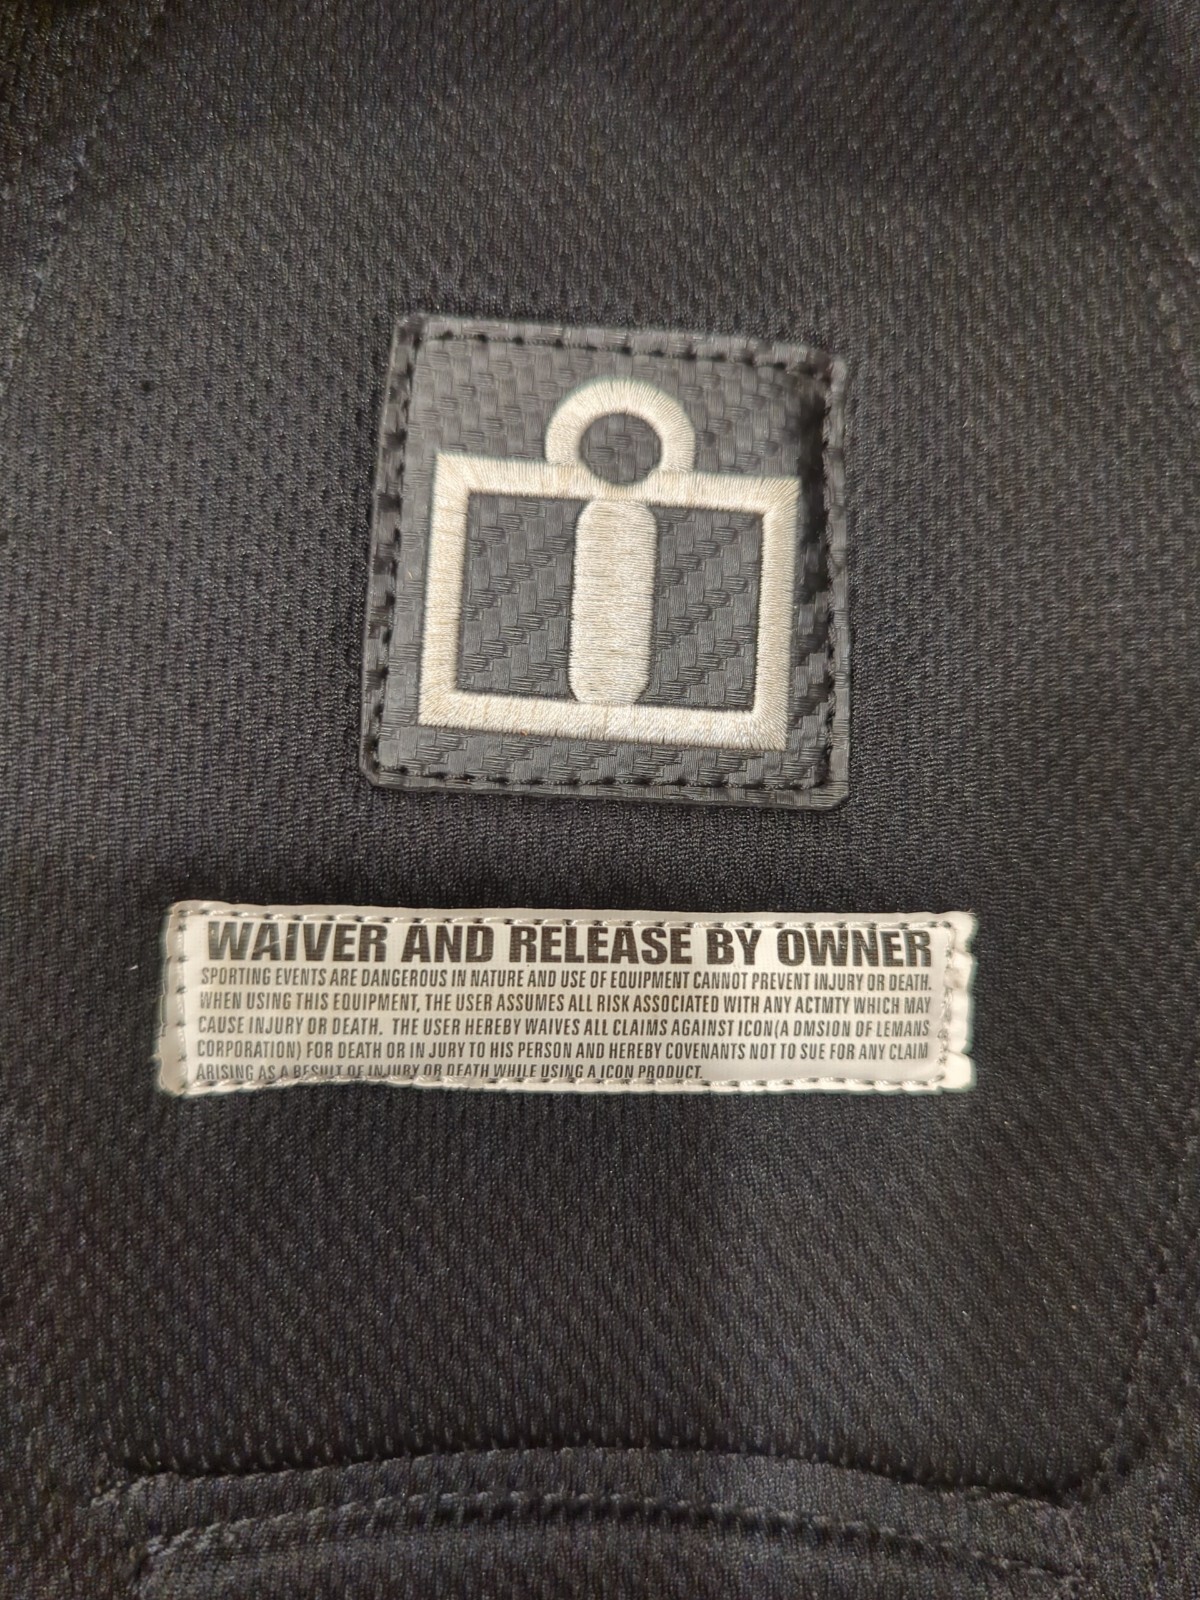 WAIVER AND RELEASE BY OWNER
SPORTING EVENTS ARE DANGEROUS IN NATURE AND USE OF EQUIPMENT CANNOT PREVENT INJURY OR DEATH.
WHEN USING THIS EQUIPMENT, THE USER ASSUMES ALL RISK ASSOCIATED WITH ANY ACTMTY WHICH MAY
CAUSE INJURY OR DEATH. THE USER HEREBY WAIVES ALL CLAIMS AGAINST ICON(A DMSION OF LEMANS
CORPORATION) FOR DEATH OR IN JURY TO HIS PERSON AND HEREBY COVENANTS NOT TO SUE FOR ANY CLAIM
ARISING AS A RESULT OF INJURY OR DEATH WHILE USING A ICON PRODUCT.